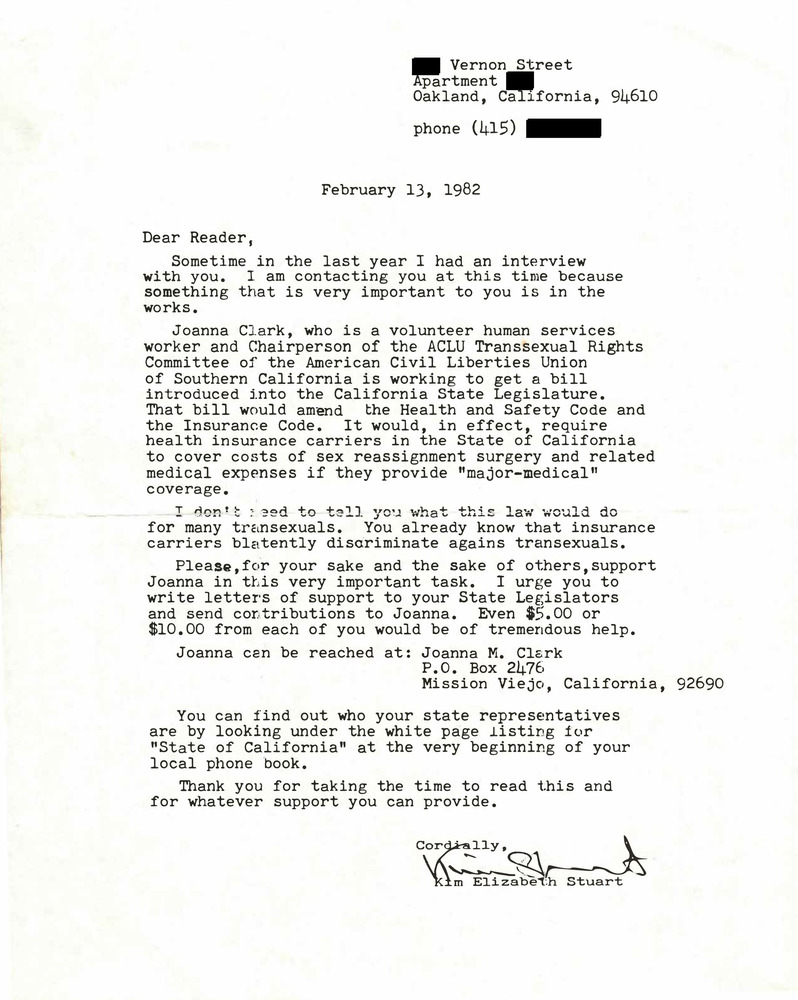 Vernon Street
Apartment
Oakland, California, 94610
phone (415)
February 13, 1982
Dear Reader,
Sometime in the last year I had an interview
with you. I am contacting you at this time because
something that is very important to you is in the
works.
Joanna Clark, who is a volunteer human services
worker and Chairperson of the ACLU Transsexual Rights
Committee of the American Civil Liberties Union
of Southern California is working to get a bill
introduced into the California State Legislature.
That bill would amend the Health and Safety Code and
the Insurance Code. It would, in effect, require
health insurance carriers in the State of California
to cover costs of sex reassignment surgery and related
medical expenses if they provide "major-medical"
coverage.
I don't need to tell you what this law would do
for many transexuals. You already know that insurance
carriers blatently discriminate agains transexuals.
Please,for your sake and the sake of others,support
Joanna in this very important task. I urge you to
write letters of support to your State Legislators
and send contributions to Joanna. Even $5.00 or
$10.00 from each of you would be of tremendous help.
Joanna can be reached at: Joanna M. Clark
P.O. Box 2476
Mission Viejo, California, 92690
You can find out who your state representatives
are by looking under the white page listing for
"State of California" at the very beginning of your
local phone book.
Thank you for taking the time to read this and
for whatever support you can provide.
Cordially,
Kim Stuart
Kim Elizabeth Stuart